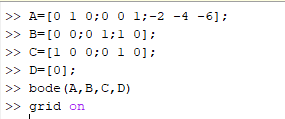 >> A=[0 1 0;0 0 1;-2 -4 -6];
>> B=[0 0;0 1;1 0];
>> C=[1 0 0;0 1 0];
>> D=[0];
>> bode(A,B,C,D)
>> grid on